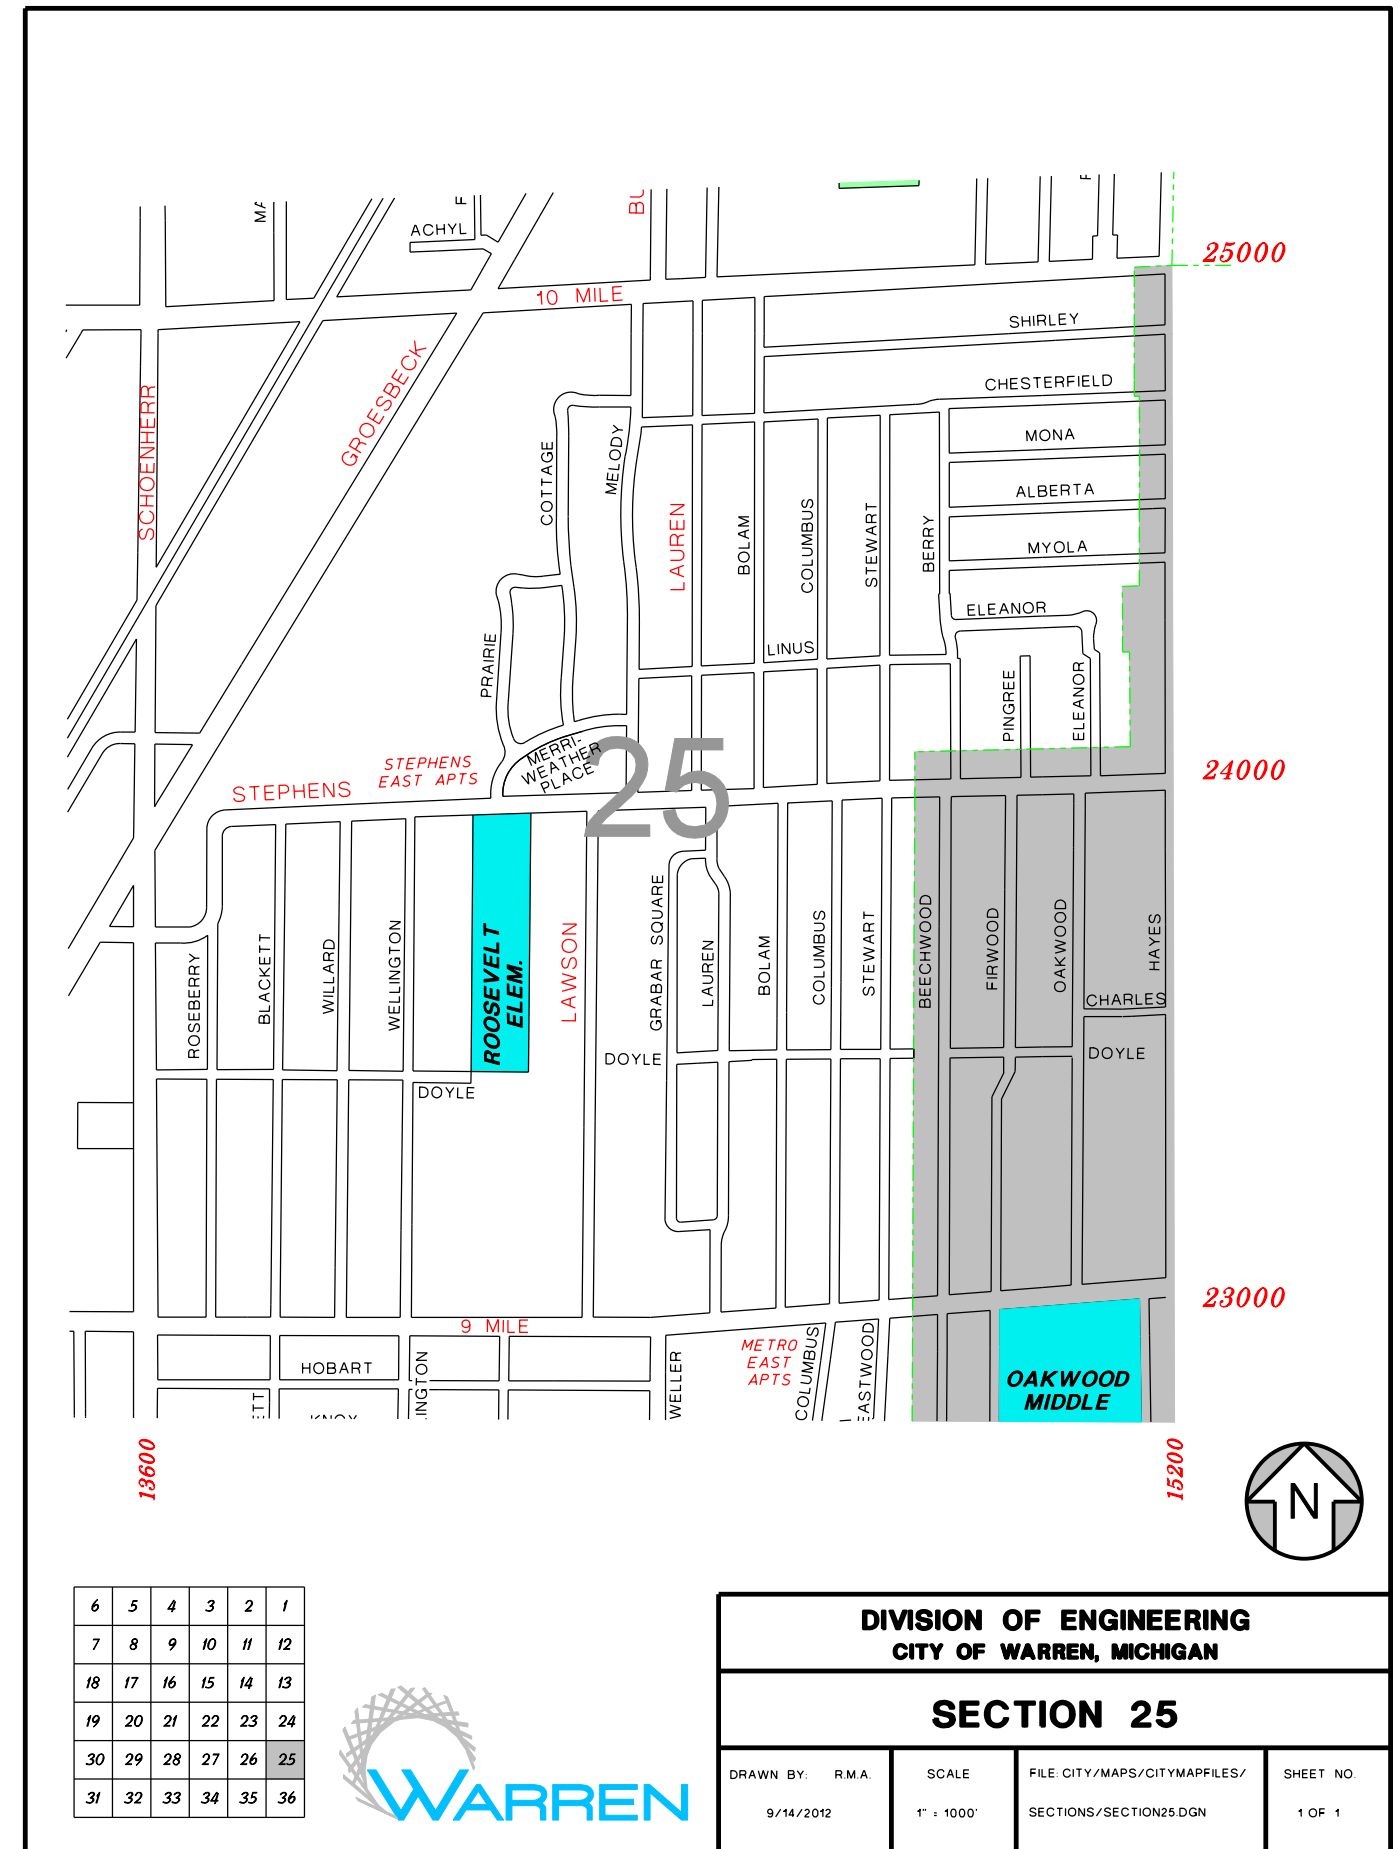 ACHYL
BU
25000
10 MILE
SHIRLEY
CHESTERFIELD
GROESBECK
SCHOENHERR
COTTAGE
MELODY
MONA
ALBERTA
LAUREN
BOLAM
COLUMBUS
STEWART
BERRY
MYOLA
ELEANOR
LINUS
PRAIRIE
PINGREE
ELEANOR
MERRI-
WEATHER
PLACE
25
STEPHENS
EAST APTS
24000
STEPHENS
ROSEBERRY
BLACKETT
WILLARD
WELLINGTON
ROOSEVELT
ELEM.
LAWSON
GRABAR SQUARE
LAUREN
BOLAM
COLUMBUS
STEWART
BEECHWOOD
FIRWOOD
OAKWOOD
HAYES
CHARLES
DOYLE
DOYLE
DOYLE
23000
9 MILE
HOBART
KNOX
ETT
INGTON
WELLER
METRO
EAST
APTS
COLUMBUS
EASTWOOD
OAKWOOD
MIDDLE
13600
15200
N
6 5 4 3 2 1
7 8 9 10 11 12
18 17 16 15 14 13
19 20 21 22 23 24
30 29 28 27 26 25
31 32 33 34 35 36
WARREN
DIVISION OF ENGINEERING
CITY OF WARREN, MICHIGAN
SECTION 25
DRAWN BY: R.M.A.
9/14/2012
SCALE
1" = 1000'
FILE: CITY/MAPS/CITYMAPFILES/
SECTIONS/SECTION25.DGN
SHEET NO.
1 OF 1